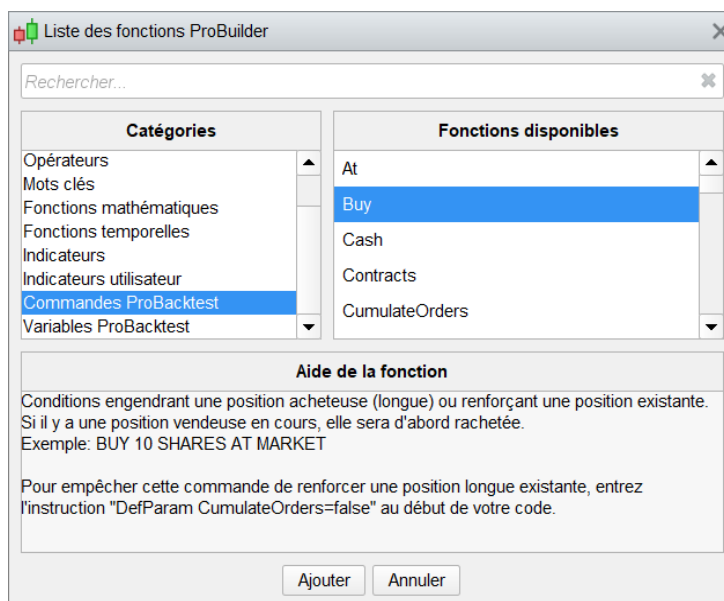 Liste des fonctions ProBuilder
Rechercher...
Catégories
Opérateurs
Mots clés
Fonctions mathématiques
Fonctions temporelles
Indicateurs
Indicateurs utilisateur
Commandes ProBacktest
Variables ProBacktest
Fonctions disponibles
At
Buy
Cash
Contracts
CumulateOrders
Aide de la fonction
Conditions engendrant une position acheteuse (longue) ou renforçant une position existante.
Si il y a une position vendeuse en cours, elle sera d'abord rachetée.
Exemple: BUY 10 SHARES AT MARKET
Pour empêcher cette commande de renforcer une position longue existante, entrez
l'instruction "DefParam CumulateOrders=false" au début de votre code.
Ajouter
Annuler